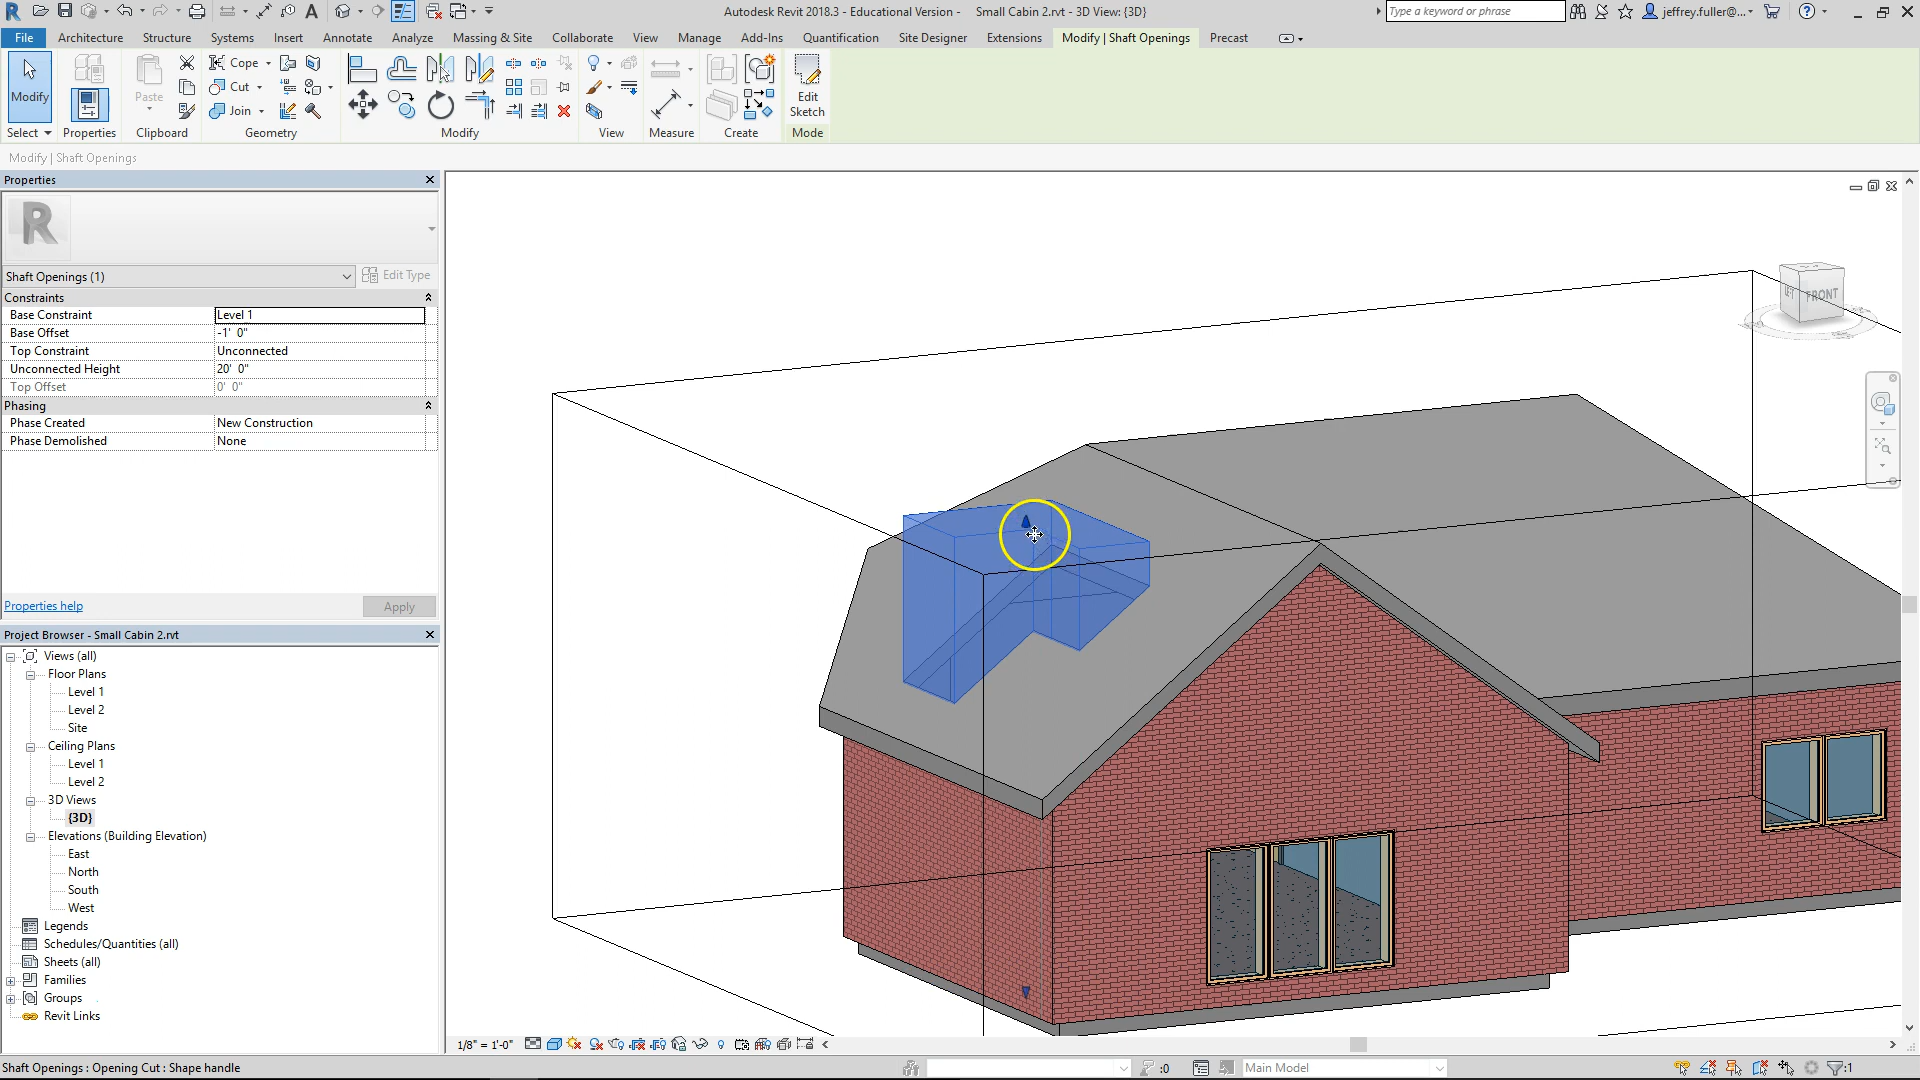 Autodesk Revit 2018.3 - Educational Version - Small Cabin 2.rvt - 3D View: {3D}
Type a keyword or phrase
jeffrey.fuller@...
File Architecture Structure Systems Insert Annotate Analyze Massing & Site Collaborate View Manage Add-Ins Quantification Site Designer Extensions Modify | Shaft Openings Precast
Modify
Paste
Cope
Cut
Join
Edit
Sketch
Select Properties Clipboard Geometry Modify View Measure Create Mode
Modify | Shaft Openings
Properties
Shaft Openings (1)
Edit Type
Constraints
Base Constraint Level 1
Base Offset -1' 0"
Top Constraint Unconnected
Unconnected Height 20' 0"
Top Offset 0' 0"
Phasing
Phase Created New Construction
Phase Demolished None
Properties help
Apply
Project Browser - Small Cabin 2.rvt
Views (all)
Floor Plans
Level 1
Level 2
Site
Ceiling Plans
Level 1
Level 2
3D Views
{3D}
Elevations (Building Elevation)
East
North
South
West
Legends
Schedules/Quantities (all)
Sheets (all)
Families
Groups
Revit Links
FRONT
1/8" = 1'-0"
Shaft Openings : Opening Cut : Shape handle
:0
Main Model
:1